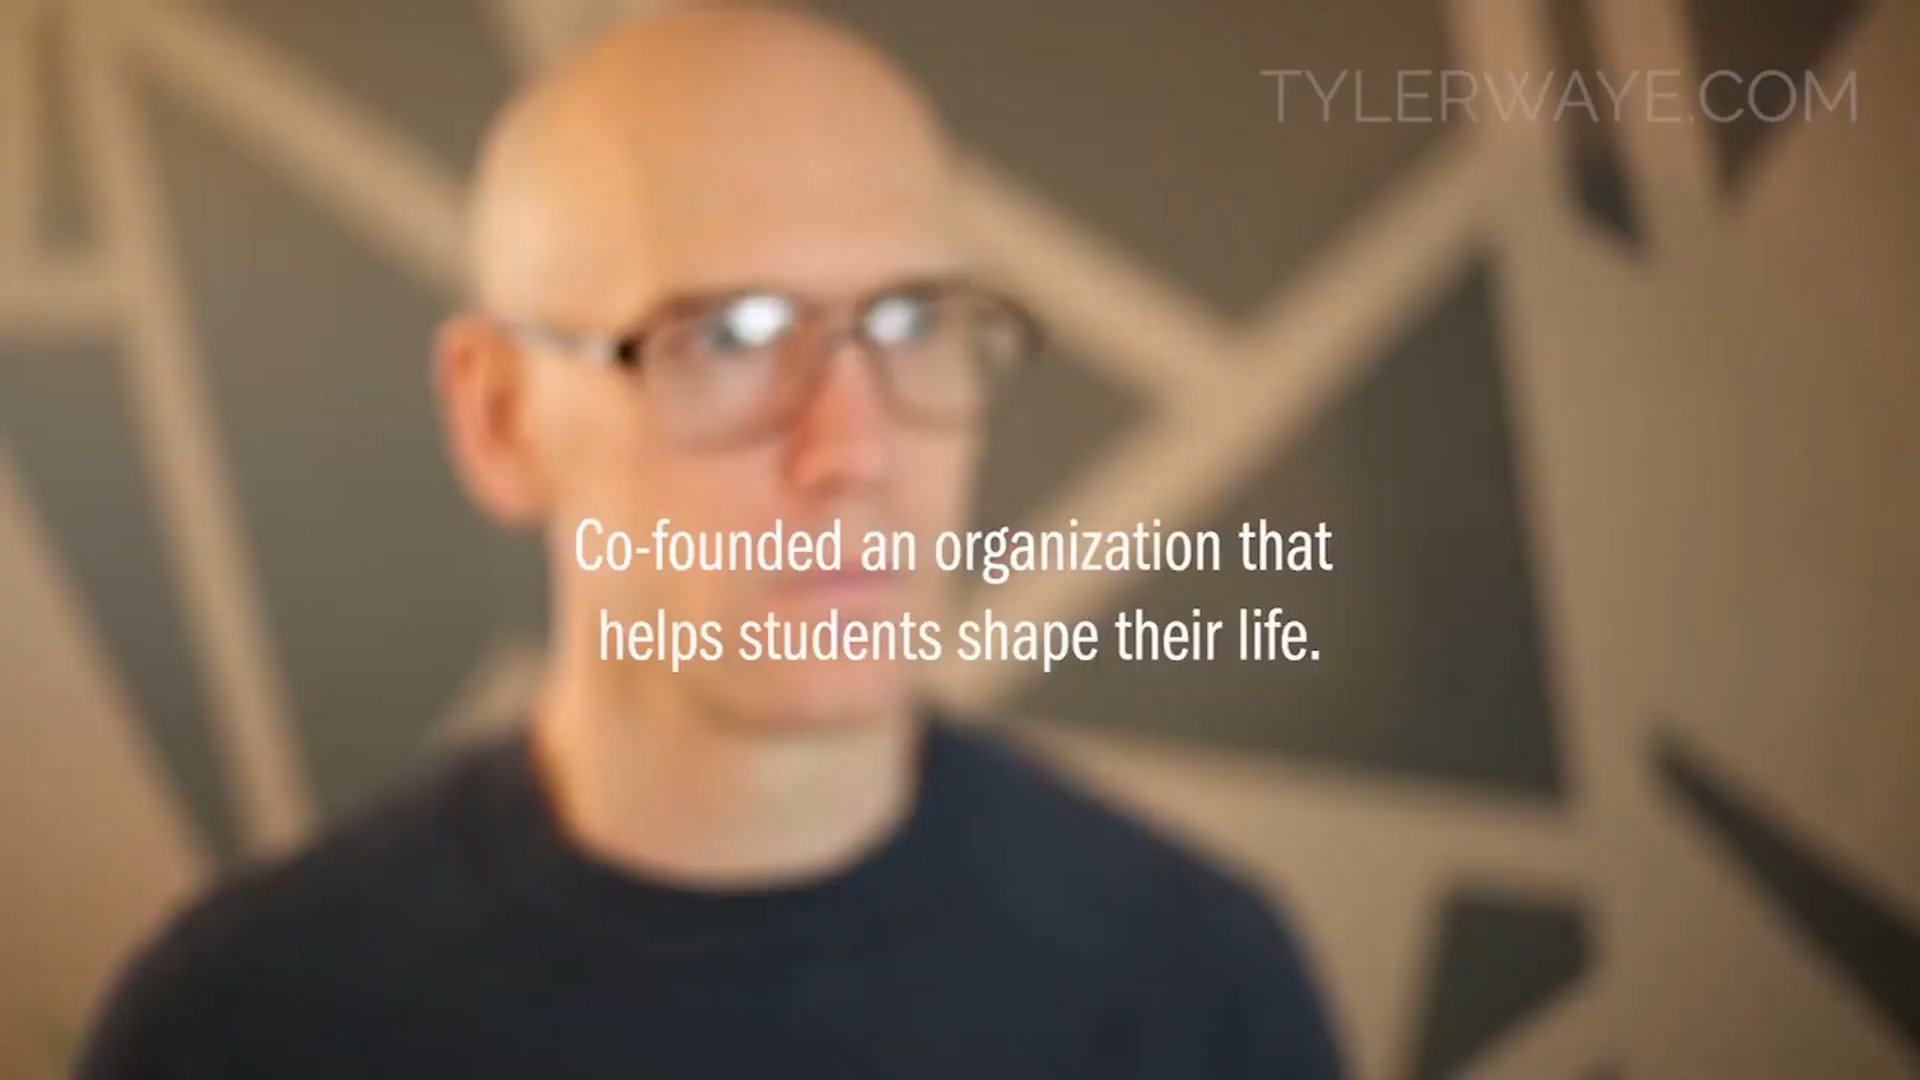 TYLERWAYE.COM
Co-founded an organization that
helps students shape their life.